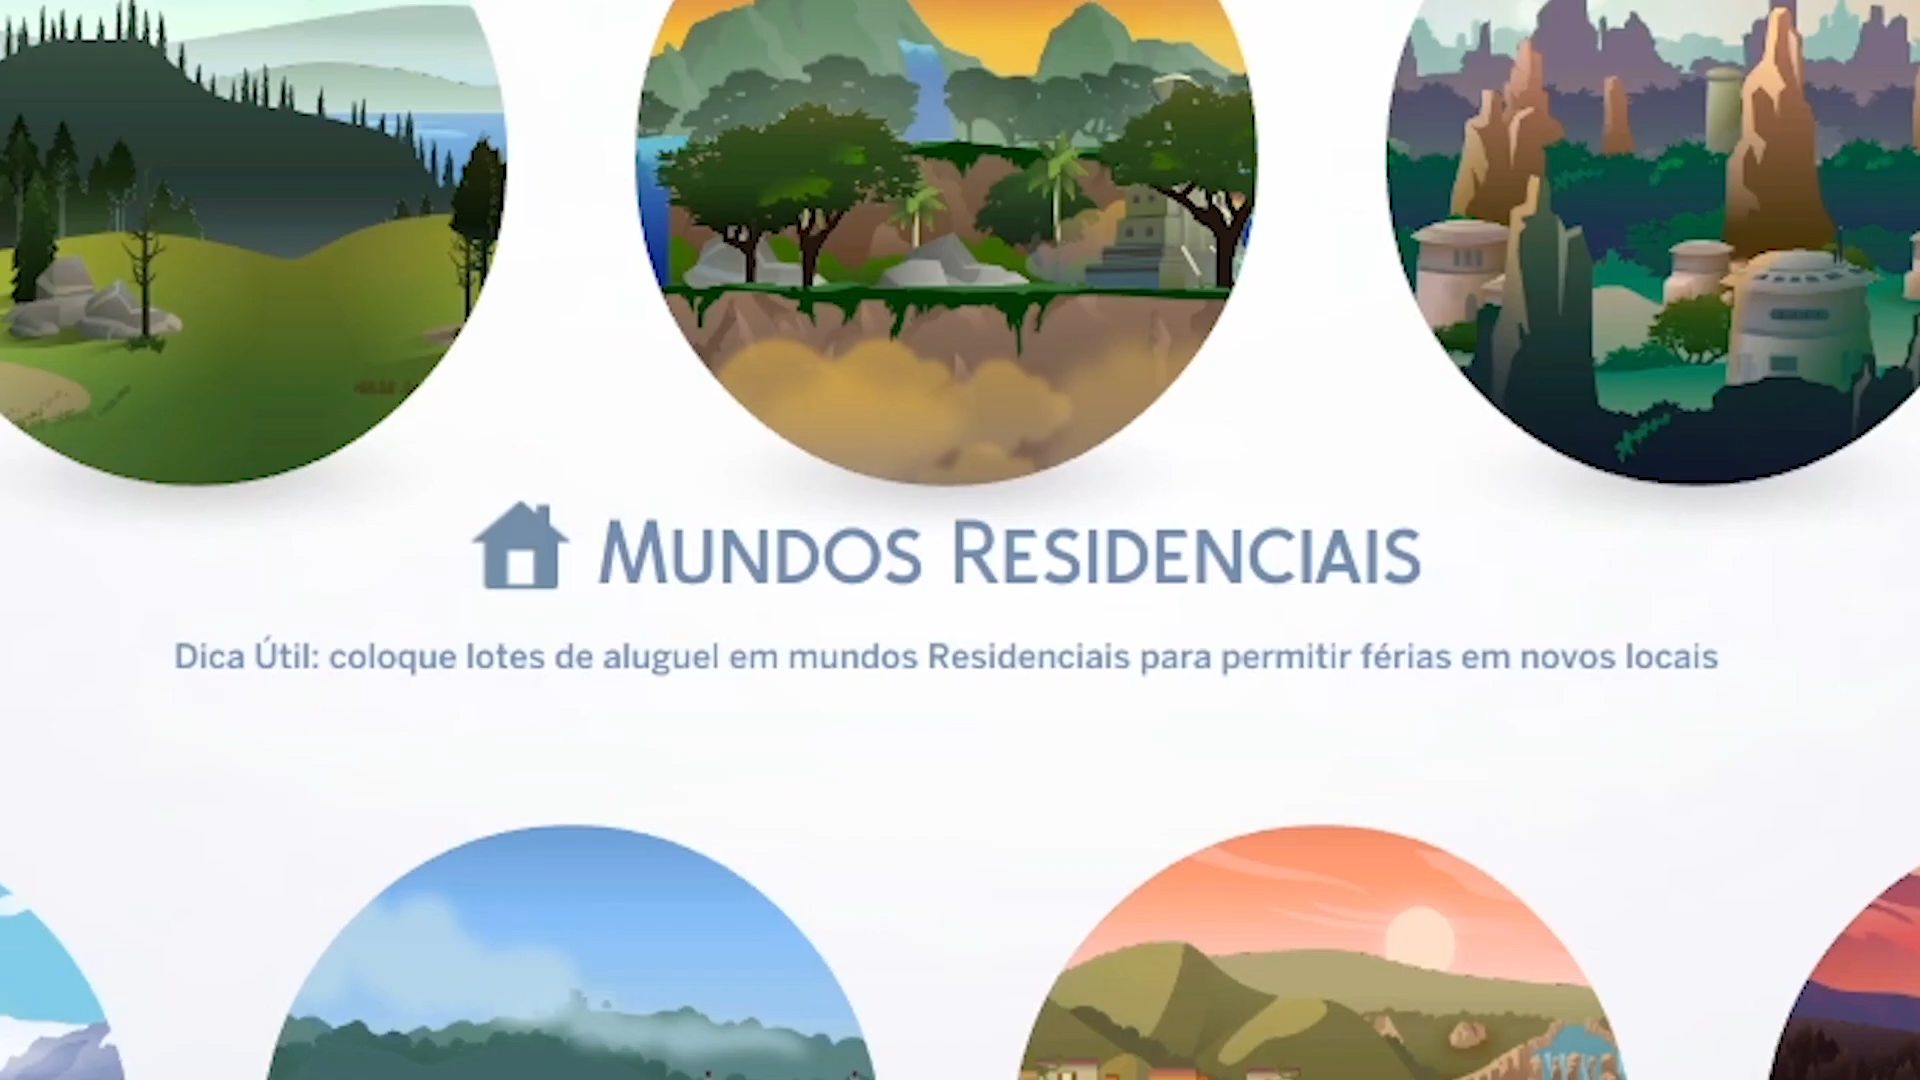 Mundos Residenciais
Dica Útil: coloque lotes de aluguel em mundos Residenciais para permitir férias em novos locais